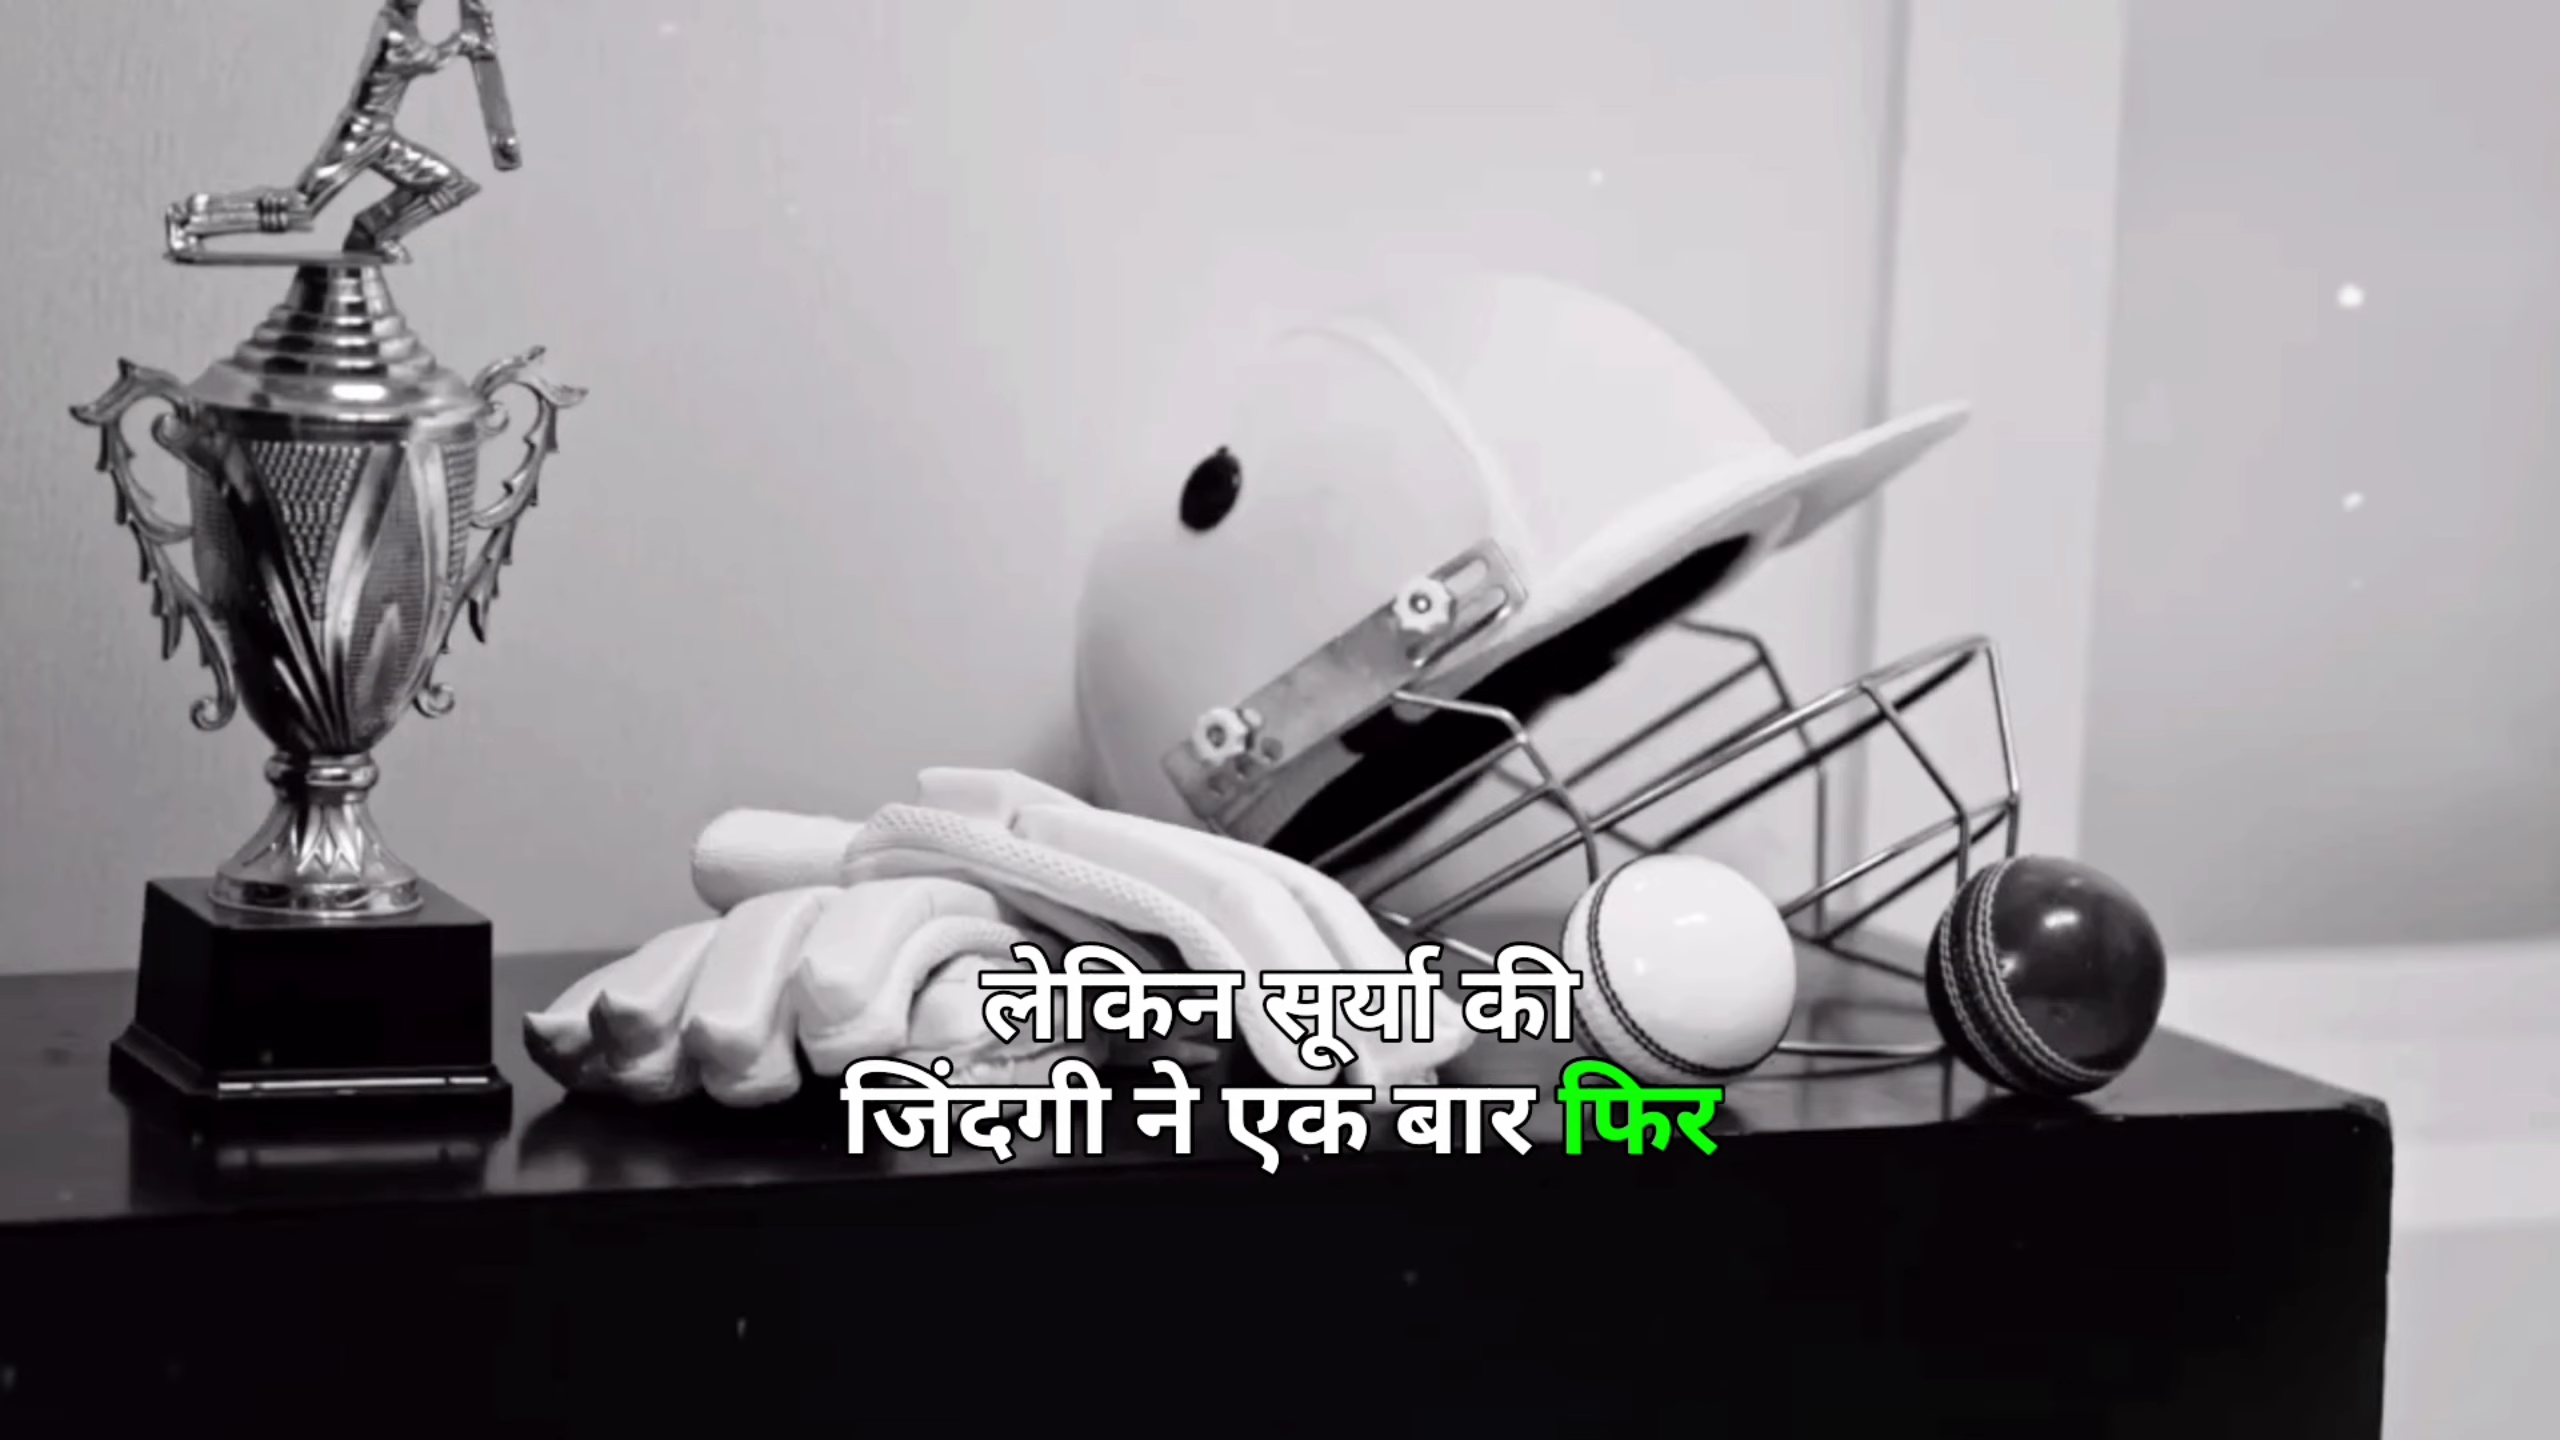 लेकिन सूर्या की
जिंदगी ने एक बार फिर